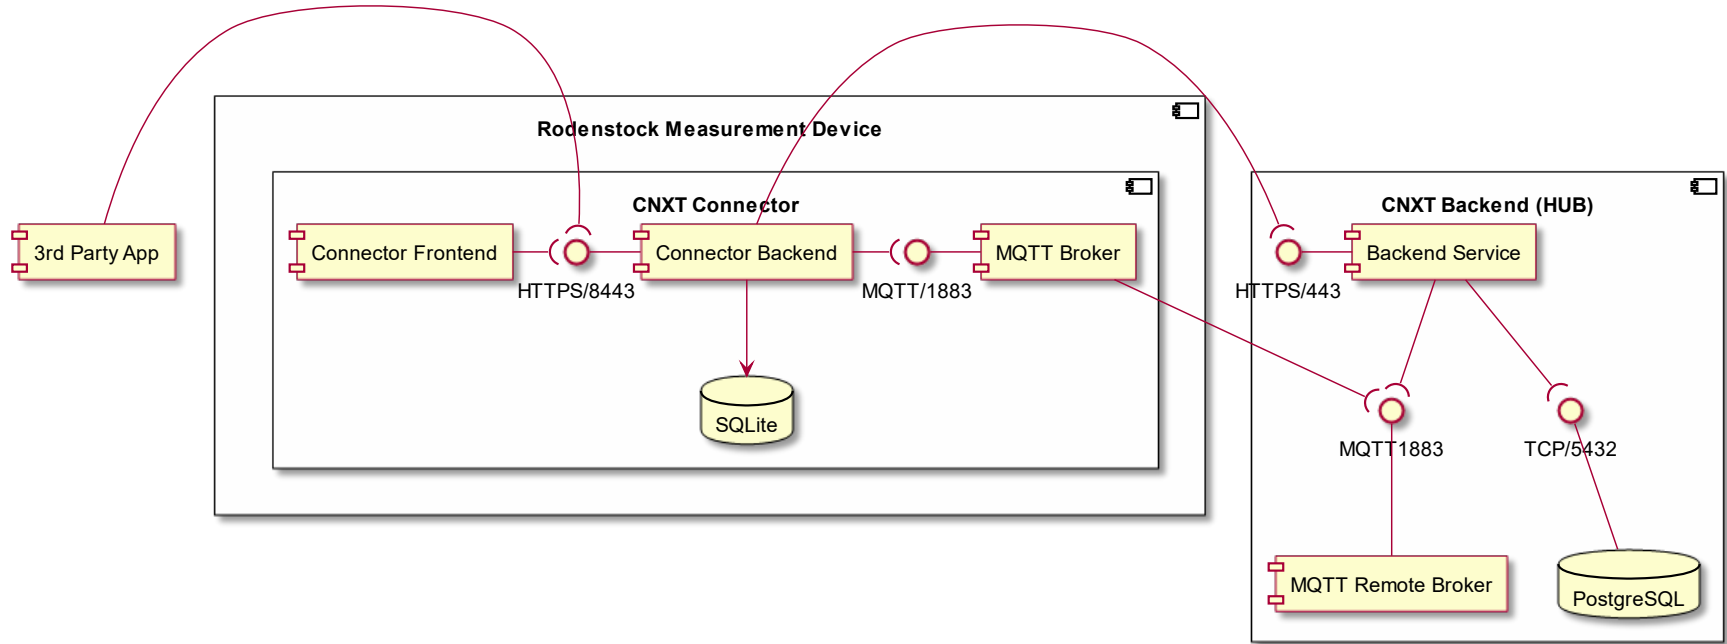 Rodenstock Measurement Device
CNXT Connector
CNXT Backend (HUB)
3rd Party App
Connector Frontend
HTTPS/8443
Connector Backend
MQTT/1883
MQTT Broker
HTTPS/443
Backend Service
SQLite
MQTT1883
TCP/5432
MQTT Remote Broker
PostgreSQL